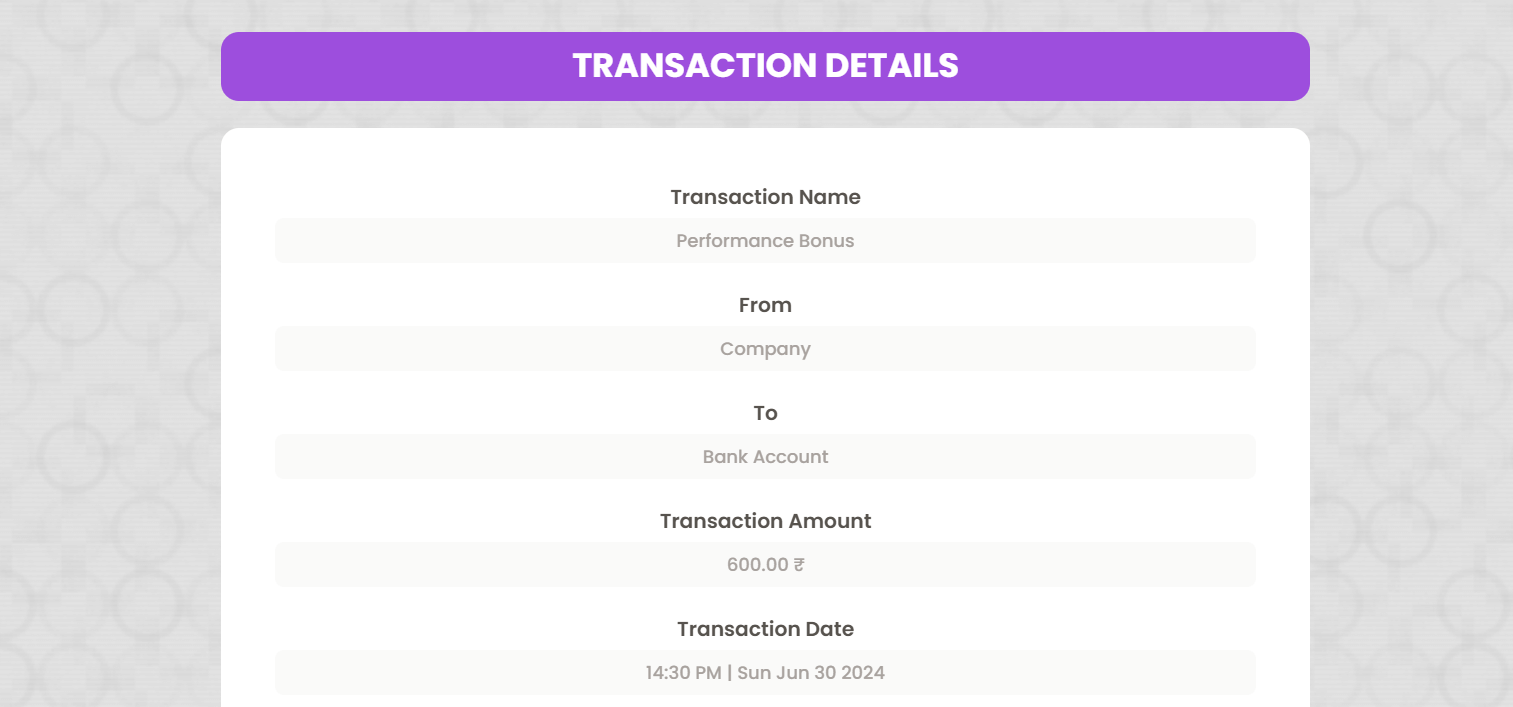 TRANSACTION DETAILS
Transaction Name
Performance Bonus
From
Company
To
Bank Account
Transaction Amount
600.00 ₹
Transaction Date
14:30 PM | Sun Jun 30 2024